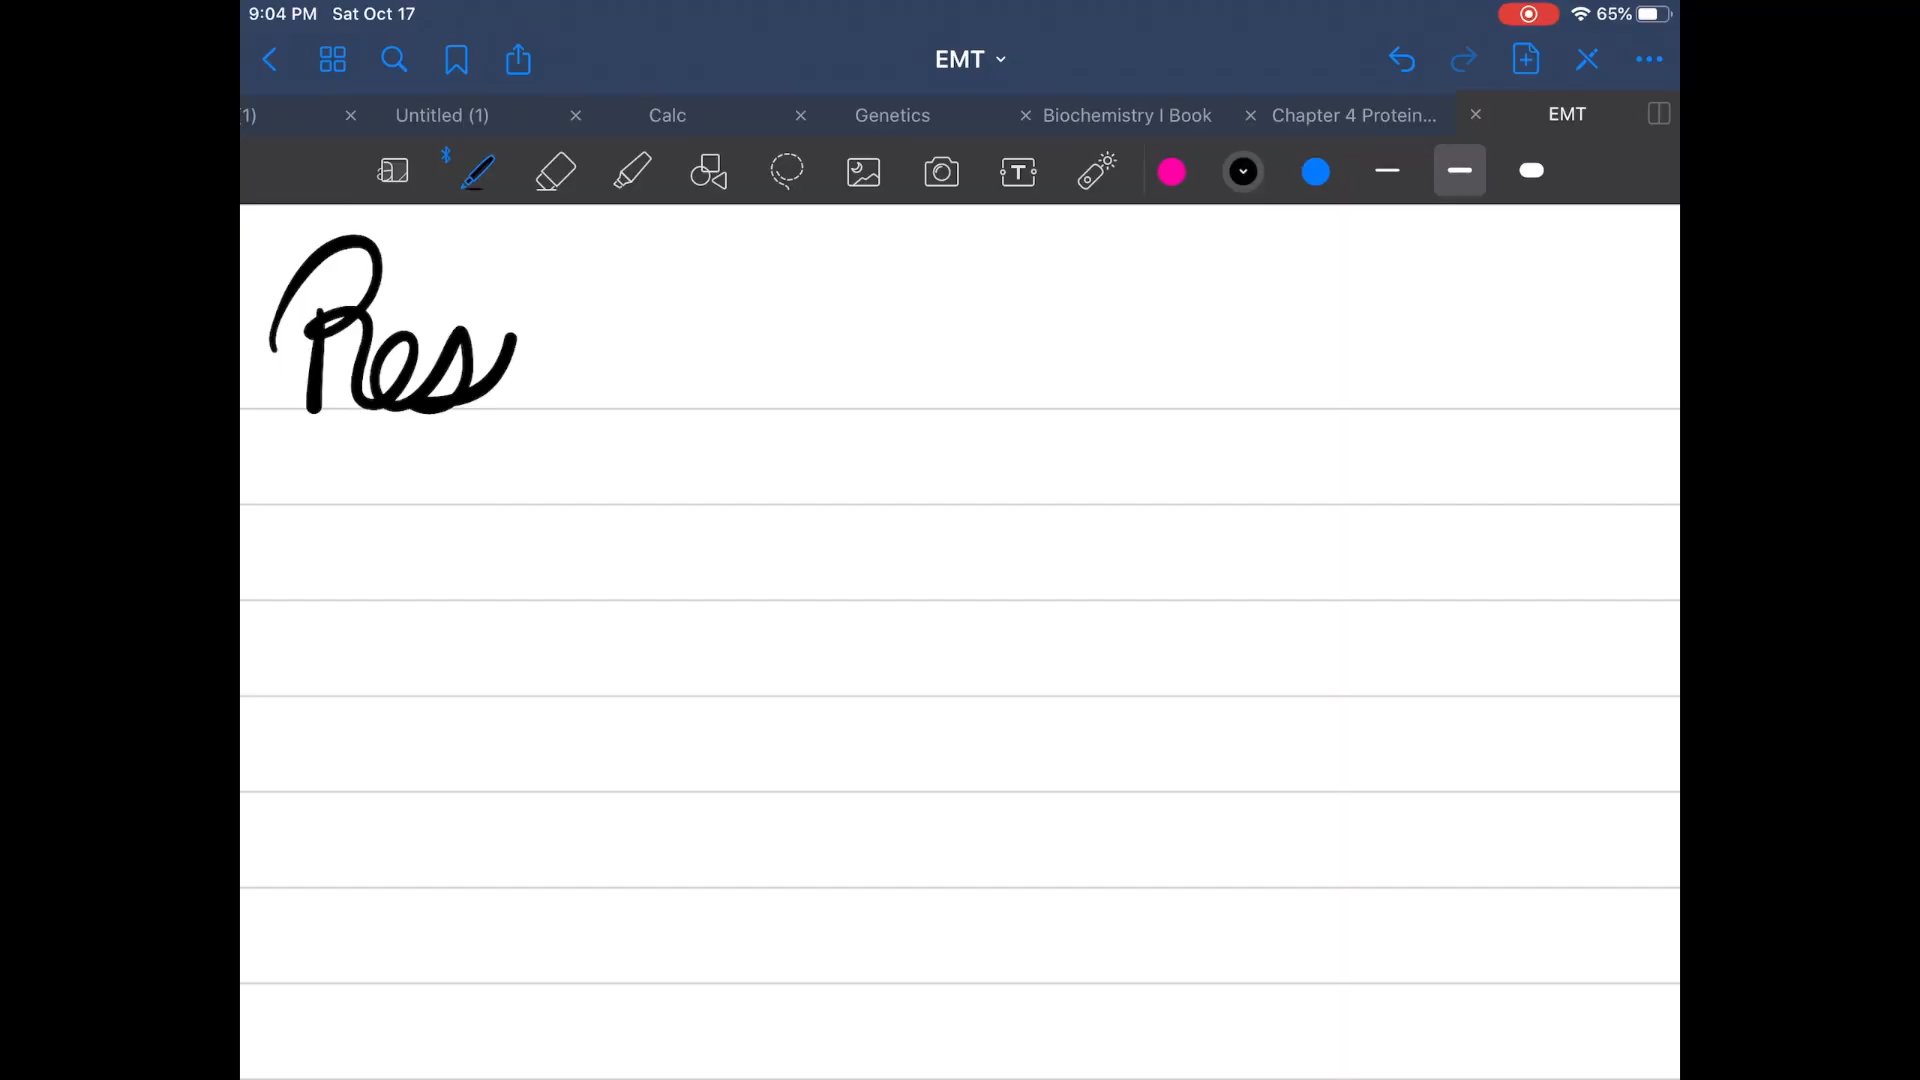 9:04 PM Sat Oct 17 65%
EMT
(1) Untitled (1) Calc Genetics Biochemistry I Book Chapter 4 Protein... EMT
T
Res